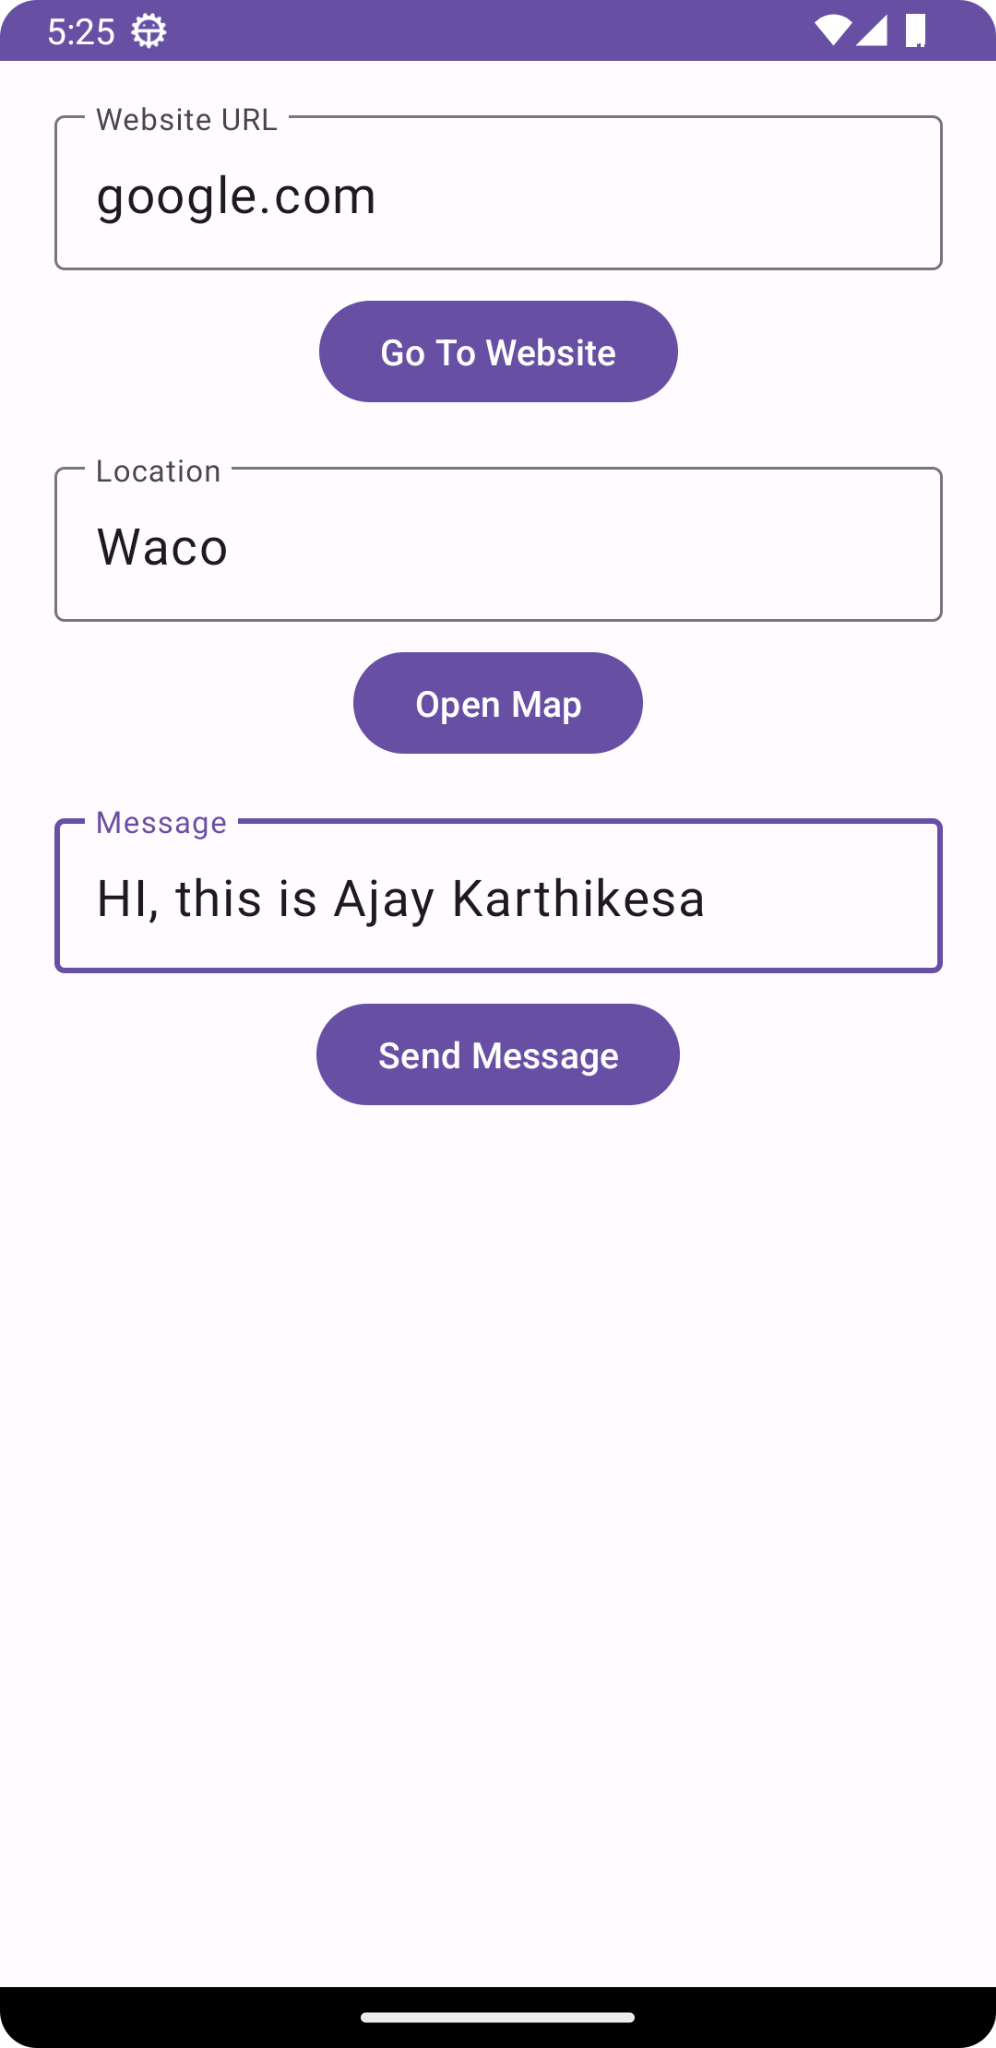 5:25
Website URL
google.com
Go To Website
Location
Waco
Open Map
Message
HI, this is Ajay Karthikesa
Send Message